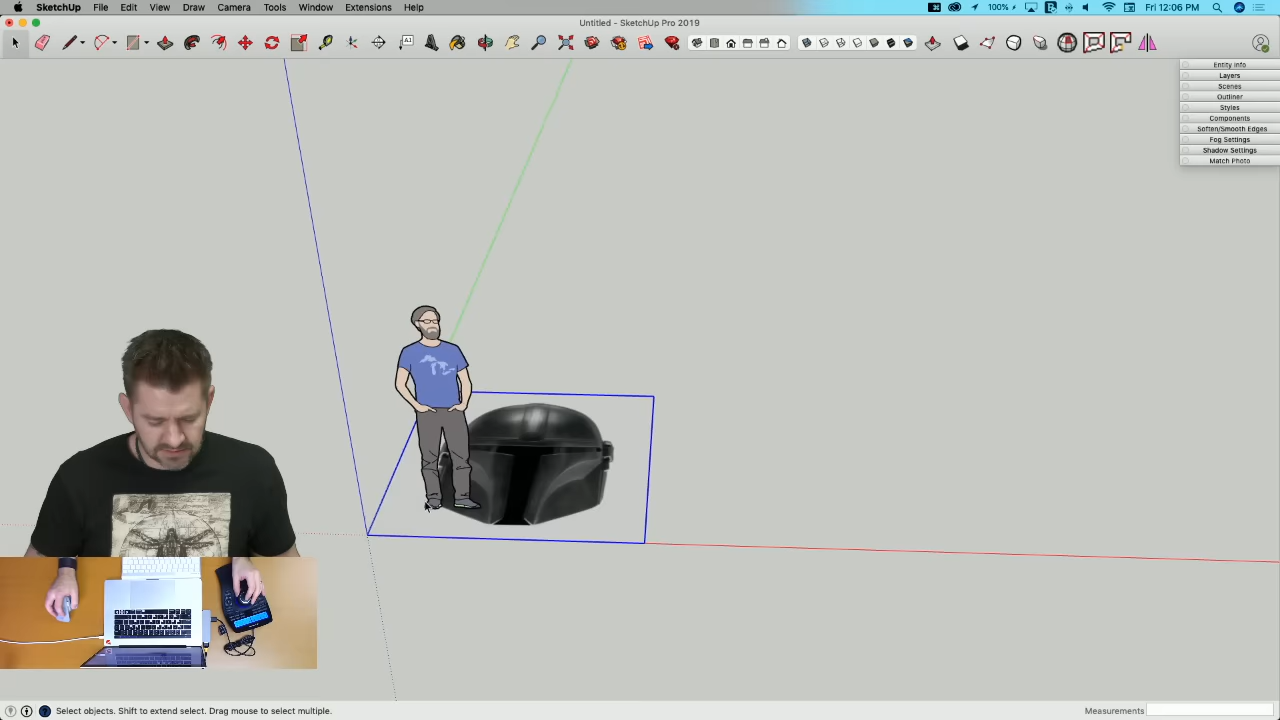 SketchUp File Edit View Draw Camera Tools Window Extensions Help 100% Fri 12:06 PM
Untitled - SketchUp Pro 2019
Entity Info
Layers
Scenes
Outliner
Styles
Components
Soften/Smooth Edges
Fog Settings
Shadow Settings
Match Photo
Select objects. Shift to extend select. Drag mouse to select multiple. Measurements